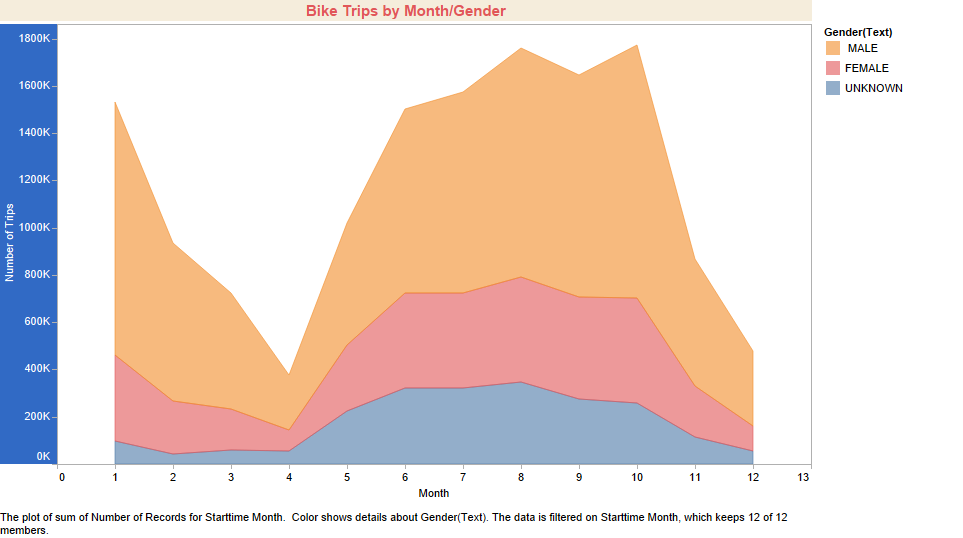 Bike Trips by Month/Gender
Gender(Text)
MALE
FEMALE
UNKNOWN
Number of Trips
1800K
1600K
1400K
1200K
1000K
800K
600K
400K
200K
0K
0 1 2 3 4 5 6 7 8 9 10 11 12 13
Month
The plot of sum of Number of Records for Starttime Month.  Color shows details about Gender(Text). The data is filtered on Starttime Month, which keeps 12 of 12
members.